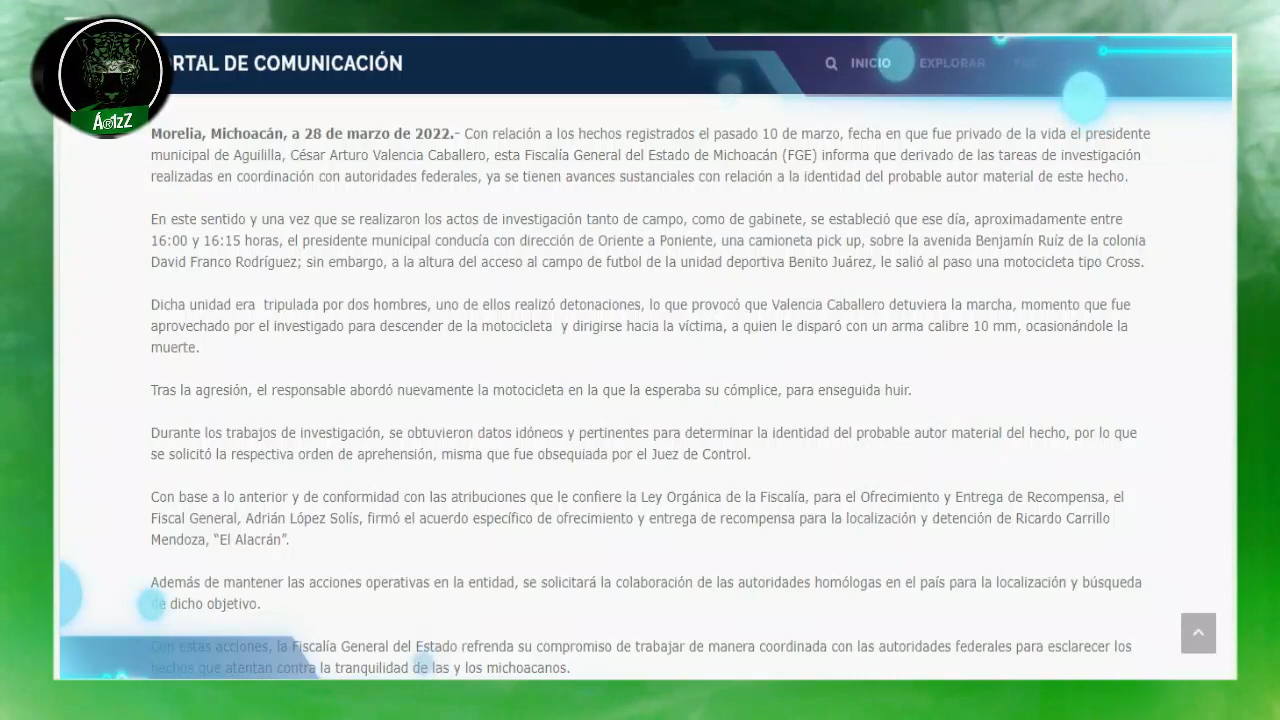 Á®1zZ
RTAL DE COMUNICACIÓN
INICIO
EXPLORAR
Morelia, Michoacán, a 28 de marzo de 2022.- Con relación a los hechos registrados el pasado 10 de marzo, fecha en que fue privado de la vida el presidente
municipal de Aguililla, César Arturo Valencia Caballero, esta Fiscalía General del Estado de Michoacán (FGE) informa que derivado de las tareas de investigación
realizadas en coordinación con autoridades federales, ya se tienen avances sustanciales con relación a la identidad del probable autor material de este hecho.
En este sentido y una vez que se realizaron los actos de investigación tanto de campo, como de gabinete, se estableció que ese día, aproximadamente entre
16:00 y 16:15 horas, el presidente municipal conducía con dirección de Oriente a Poniente, una camioneta pick up, sobre la avenida Benjamín Ruíz de la colonia
David Franco Rodríguez; sin embargo, a la altura del acceso al campo de futbol de la unidad deportiva Benito Juárez, le salió al paso una motocicleta tipo Cross.
Dicha unidad era tripulada por dos hombres, uno de ellos realizó detonaciones, lo que provocó que Valencia Caballero detuviera la marcha, momento que fue
aprovechado por el investigado para descender de la motocicleta y dirigirse hacia la víctima, a quien le disparó con un arma calibre 10 mm, ocasionándole la
muerte.
Tras la agresión, el responsable abordó nuevamente la motocicleta en la que la esperaba su cómplice, para enseguida huir.
Durante los trabajos de investigación, se obtuvieron datos idóneos y pertinentes para determinar la identidad del probable autor material del hecho, por lo que
se solicitó la respectiva orden de aprehensión, misma que fue obsequiada por el Juez de Control.
Con base a lo anterior y de conformidad con las atribuciones que le confiere la Ley Orgánica de la Fiscalía, para el Ofrecimiento y Entrega de Recompensa, el
Fiscal General, Adrián López Solís, firmó el acuerdo específico de ofrecimiento y entrega de recompensa para la localización y detención de Ricardo Carrillo
Mendoza, “El Alacrán”.
Además de mantener las acciones operativas en la entidad, se solicitará la colaboración de las autoridades homólogas en el país para la localización y búsqueda
de dicho objetivo.
Con estas acciones, la Fiscalía General del Estado refrenda su compromiso de trabajar de manera coordinada con las autoridades federales para esclarecer los
hechos que atentan contra la tranquilidad de las y los michoacanos.